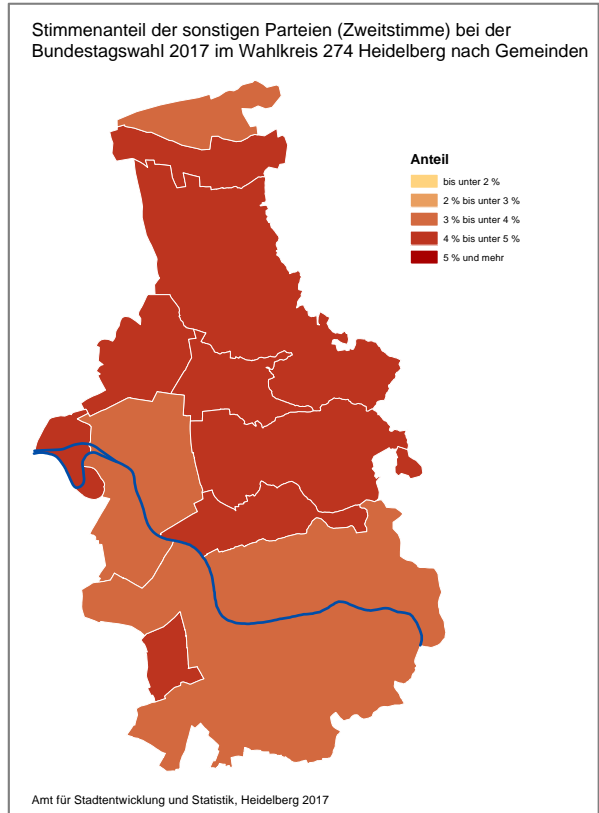 Stimmenanteil der sonstigen Parteien (Zweitstimme) bei der
Bundestagswahl 2017 im Wahlkreis 274 Heidelberg nach Gemeinden
Anteil
bis unter 2 %
2 % bis unter 3 %
3 % bis unter 4 %
4 % bis unter 5 %
5 % und mehr
Amt für Stadtentwicklung und Statistik, Heidelberg 2017